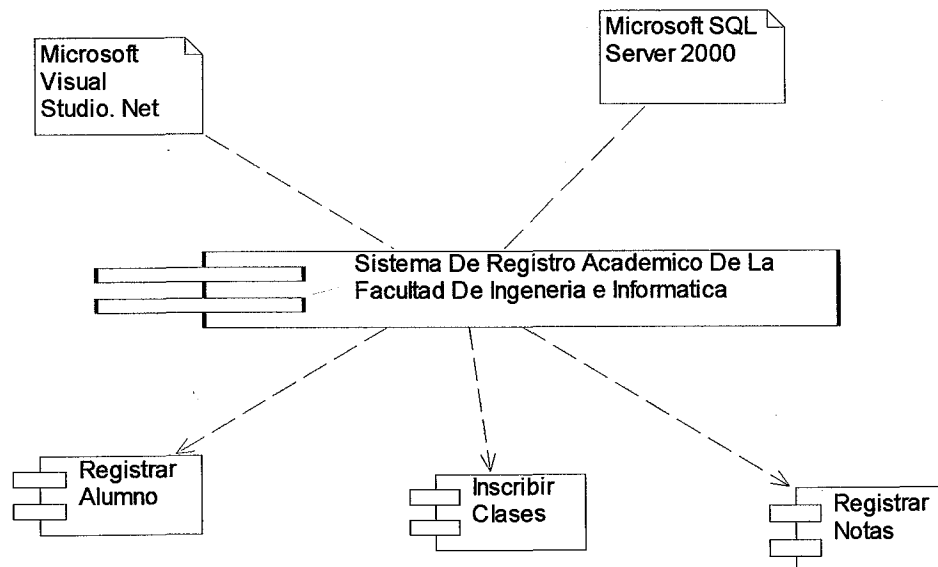 Microsoft
Visual
Studio. Net
Microsoft SQL
Server 2000
Sistema De Registro Academico De La
Facultad De Ingeneria e Informatica
Registrar
Alumno
Inscribir
Clases
Registrar
Notas